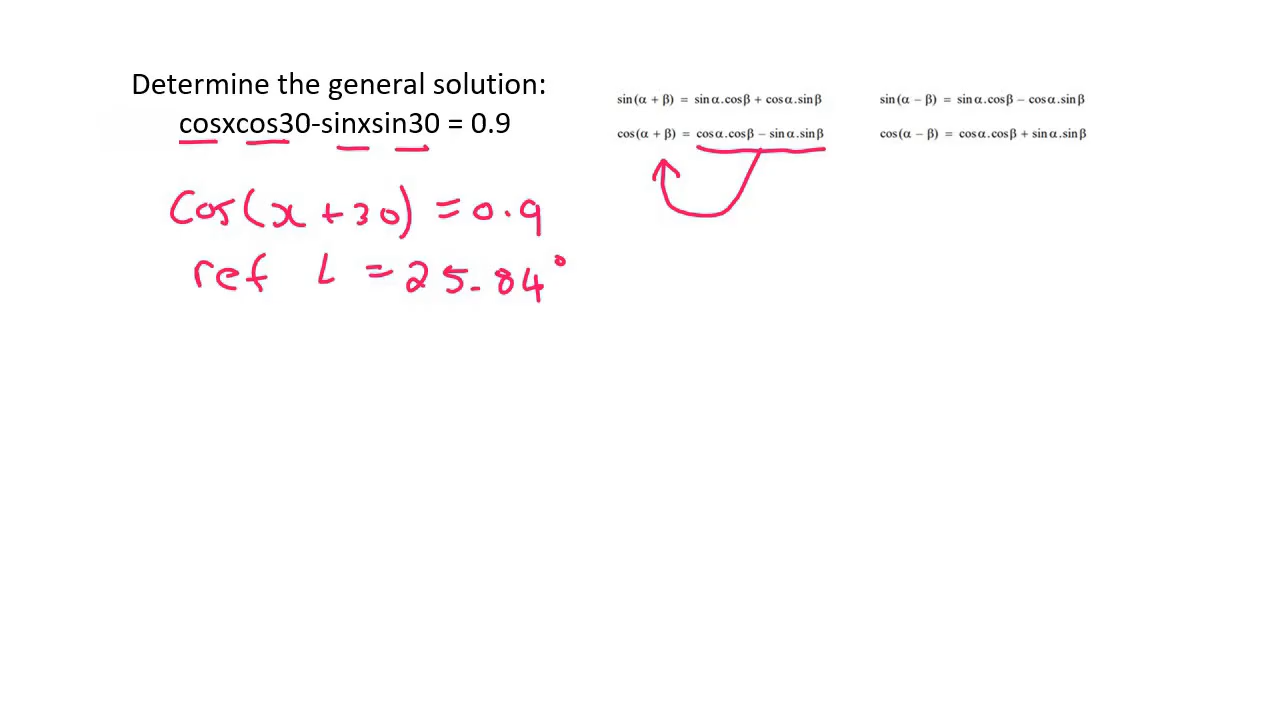 Determine the general solution:
cosxcos30-sinxsin30 = 0.9
sin(α + β) = sinα.cosβ + cosα.sinβ
sin(α − β) = sinα.cosβ − cosα.sinβ
cos(α + β) = cosα.cosβ − sinα.sinβ
cos(α − β) = cosα.cosβ + sinα.sinβ
Cos(x+30) = 0.9
ref ∠ = 25.84°